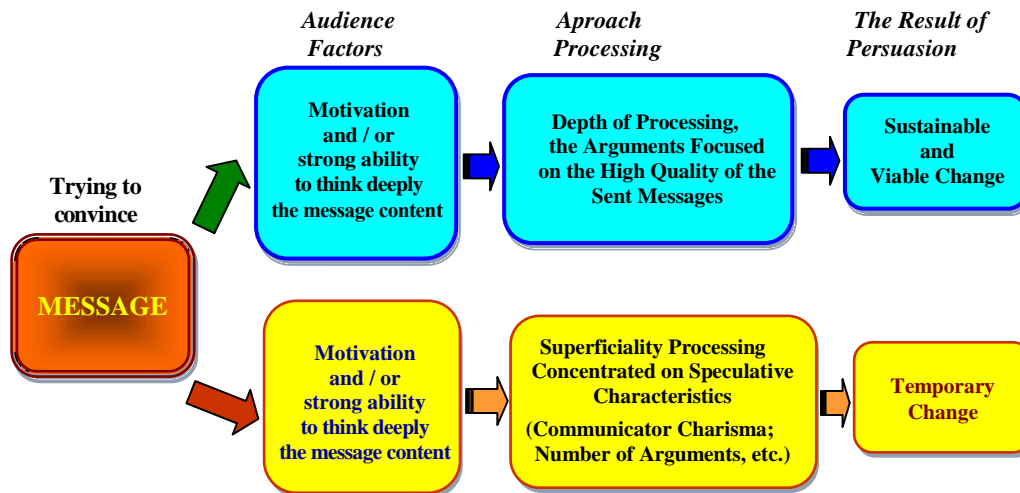 Audience
Factors
Aproach
Processing
The Result of
Persuasion
Trying to
convince
MESSAGE
Motivation
and / or
strong ability
to think deeply
the message content
Depth of Processing,
the Arguments Focused
on the High Quality of the
Sent Messages
Sustainable
and
Viable Change
Motivation
and / or
strong ability
to think deeply
the message content
Superficiality Processing
Concentrated on Speculative
Characteristics
(Communicator Charisma;
Number of Arguments, etc.)
Temporary
Change